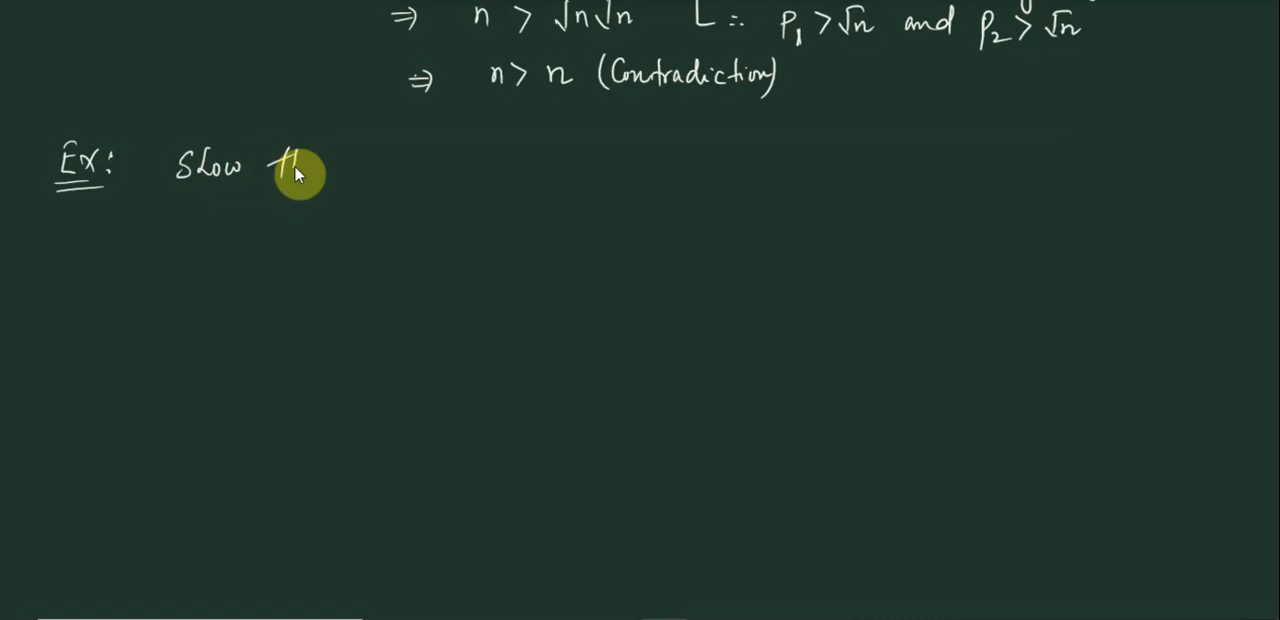 ⇒ n > √n √n [ ∵ p₁ > √n and p₂ > √n
⇒ n > n (Contradiction)
Ex: Show